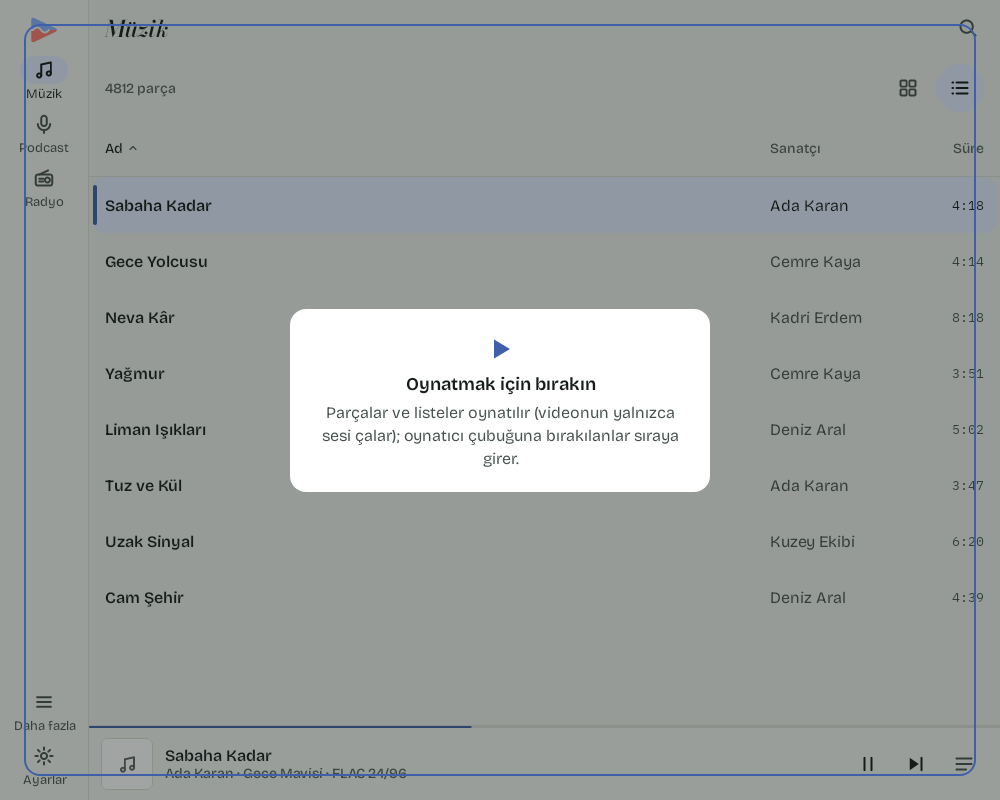 Müzik
Müzik
4812 parça
Podcast
Radyo
Ad
Sanatçı
Süre
Sabaha Kadar
Ada Karan
4:18
Gece Yolcusu
Cemre Kaya
4:14
Neva Kâr
Kadri Erdem
8:18
Yağmur
Cemre Kaya
3:51
Liman Işıkları
Deniz Aral
5:02
Tuz ve Kül
Ada Karan
3:47
Uzak Sinyal
Kuzey Ekibi
6:20
Cam Şehir
Deniz Aral
4:39
Oynatmak için bırakın
Parçalar ve listeler oynatılır (videonun yalnızca
sesi çalar); oynatıcı çubuğuna bırakılanlar sıraya
girer.
Daha fazla
Ayarlar
Sabaha Kadar
Ada Karan · Gece Mavisi · FLAC 24/96